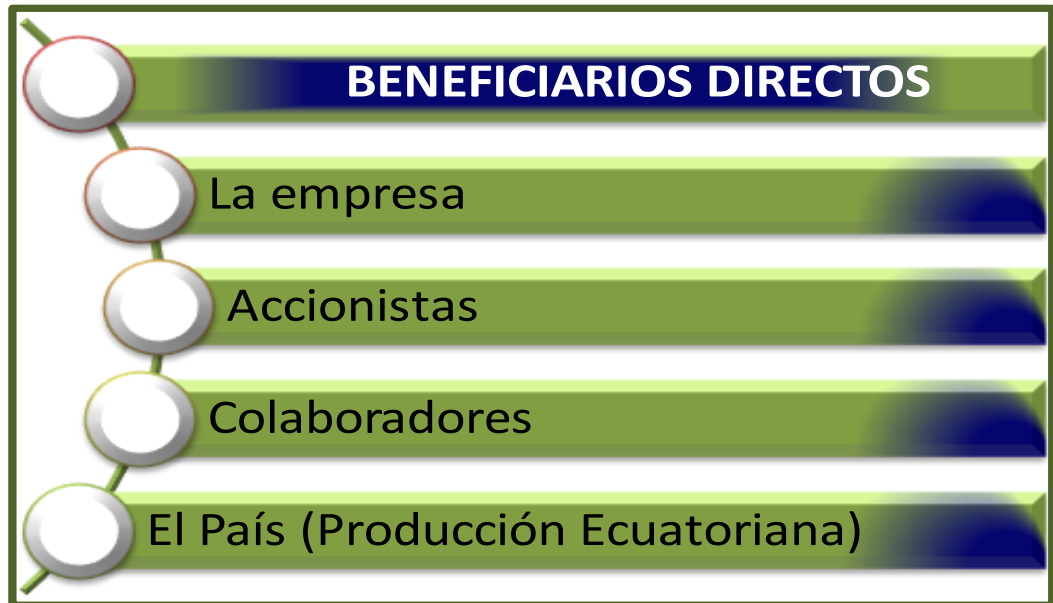 BENEFICIARIOS DIRECTOS
La empresa
Accionistas
Colaboradores
El País (Producción Ecuatoriana)